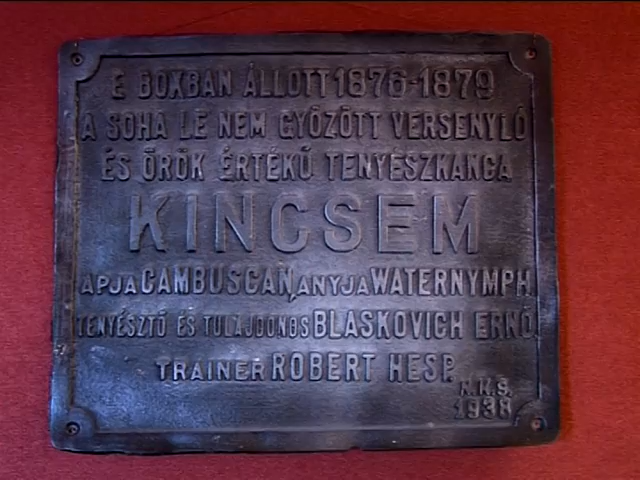 E BOXBAN ÁLLOTT 1876-1879
A SOHA LE NEM GYŐZÖTT VERSENYLÓ
ÉS ÖRÖK ÉRTÉKŰ TENYÉSZKANCA
KINCSEM
APJA CAMBUSCAN, ANYJA WATERNYMPH
TENYÉSZTŐ ÉS TULAJDONOS BLASKOVICH ERNŐ
TRAINER ROBERT HESP.
N.K.S.
1938